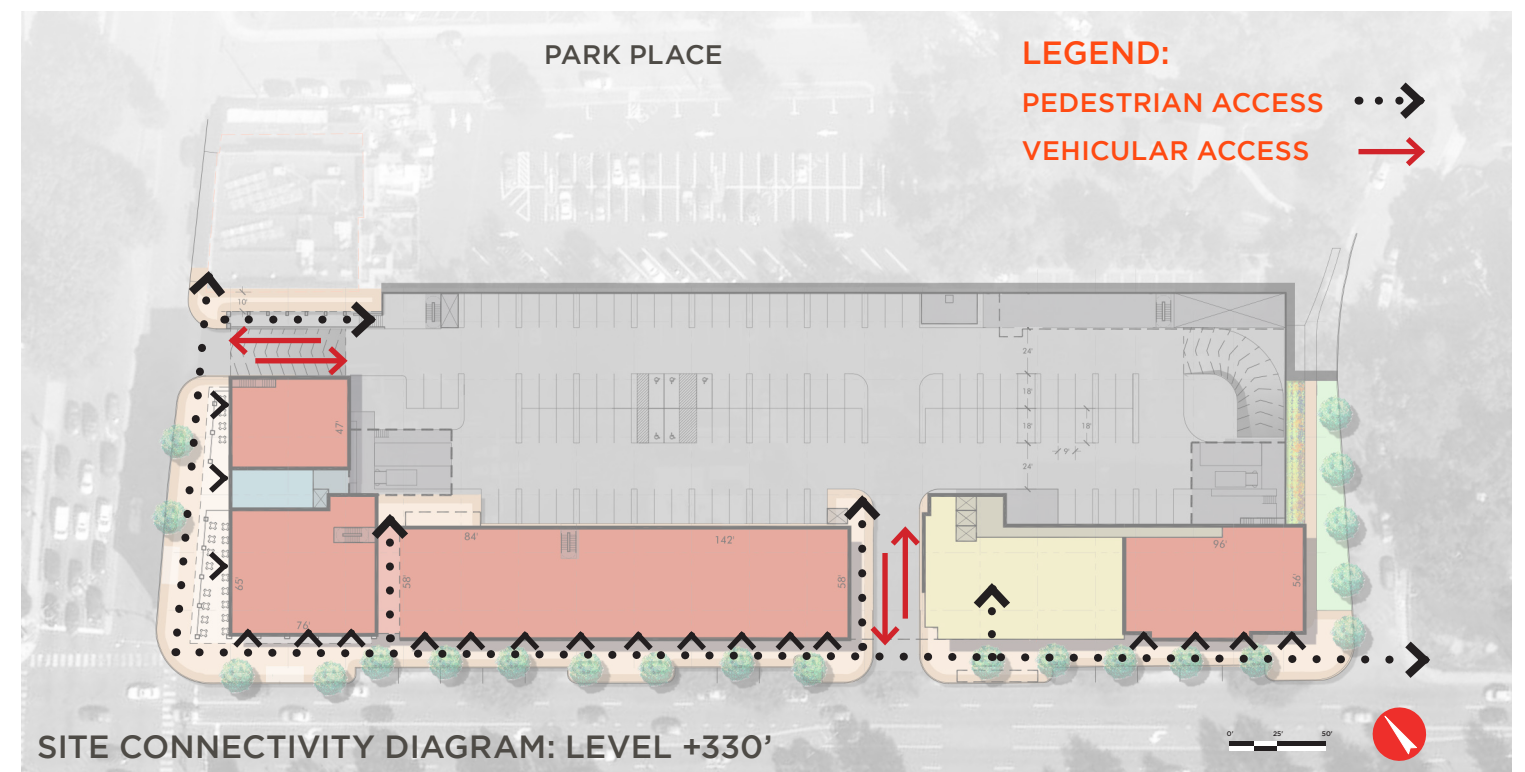 PARK PLACE
LEGEND:
PEDESTRIAN ACCESS
VEHICULAR ACCESS
10'
24'
18'
18'
18'
9'
24'
47'
65'
76'
84'
142'
58'
58'
96'
56'
SITE CONNECTIVITY DIAGRAM: LEVEL +330'
0' 25' 50'